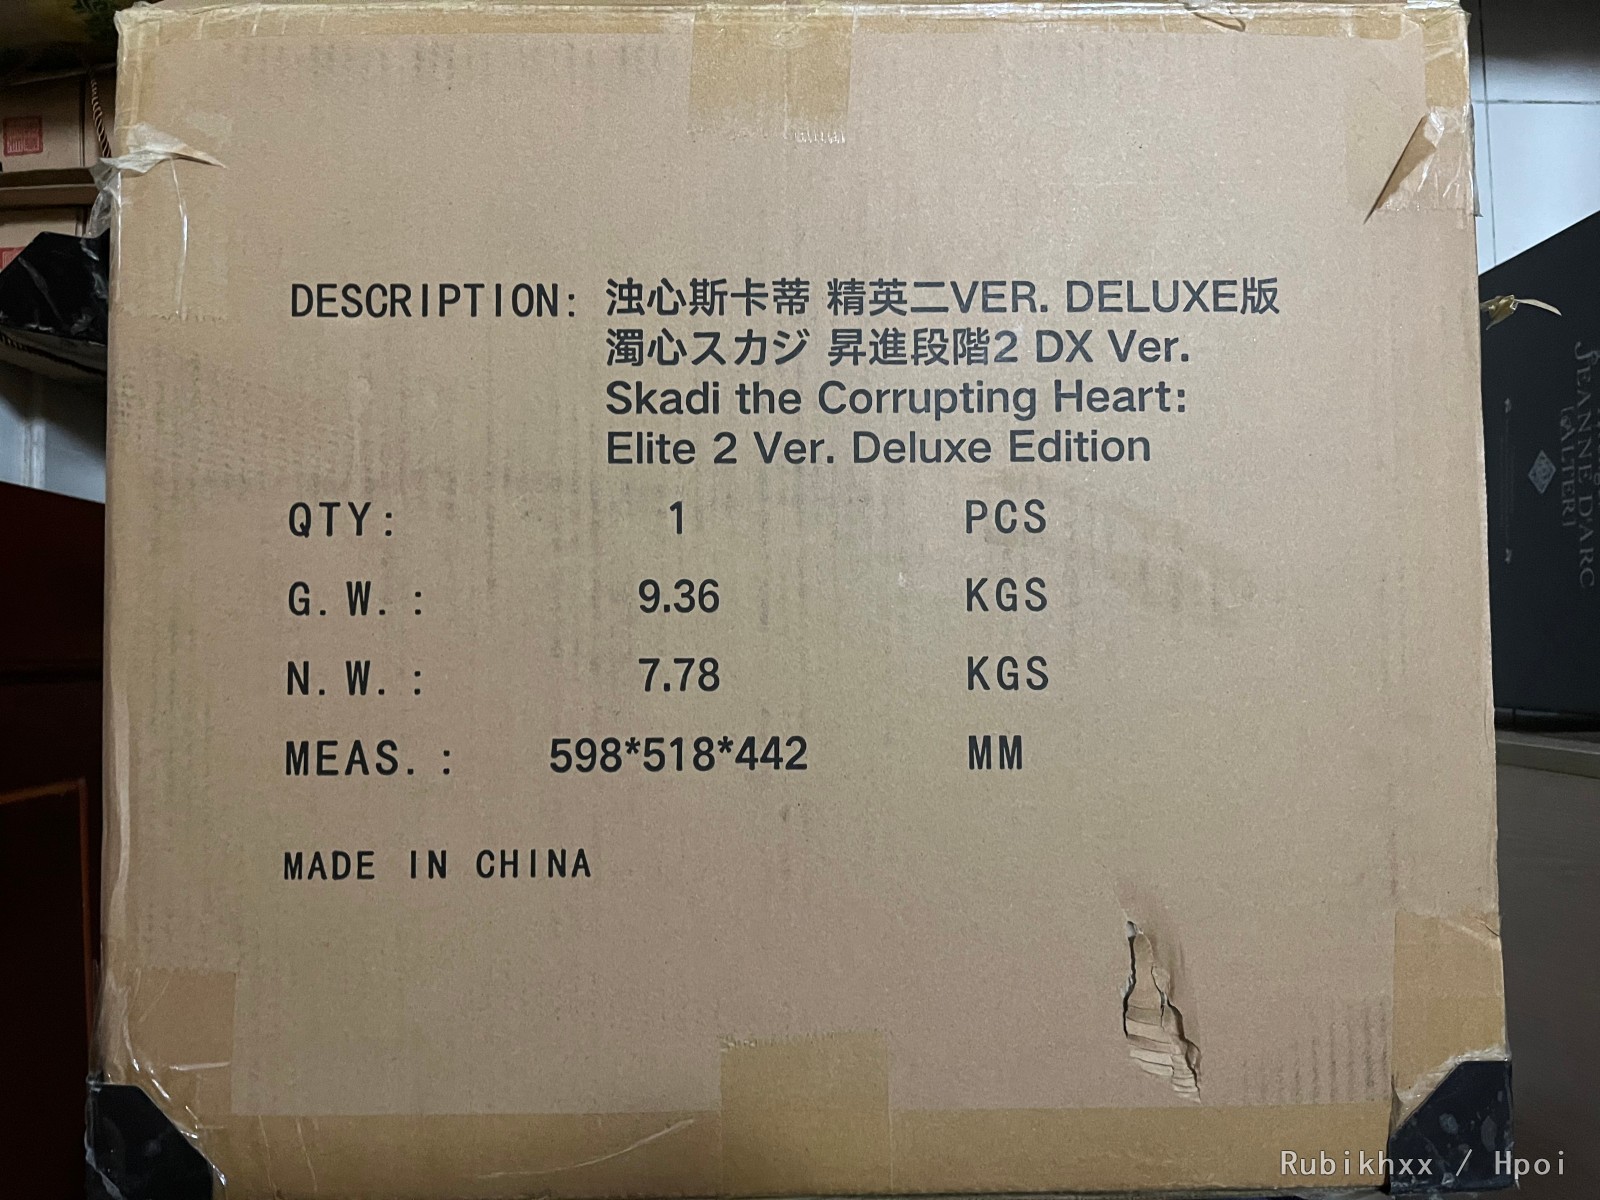 DESCRIPTION: 浊心斯卡蒂 精英二VER. DELUXE版
濁心スカジ 昇進段階2 DX Ver.
Skadi the Corrupting Heart:
Elite 2 Ver. Deluxe Edition
QTY: 1 PCS
G.W.: 9.36 KGS
N.W.: 7.78 KGS
MEAS.: 598*518*442 MM
MADE IN CHINA
JEANNE D'ARC
(ALTER)
Rubikhxx / Hpoi